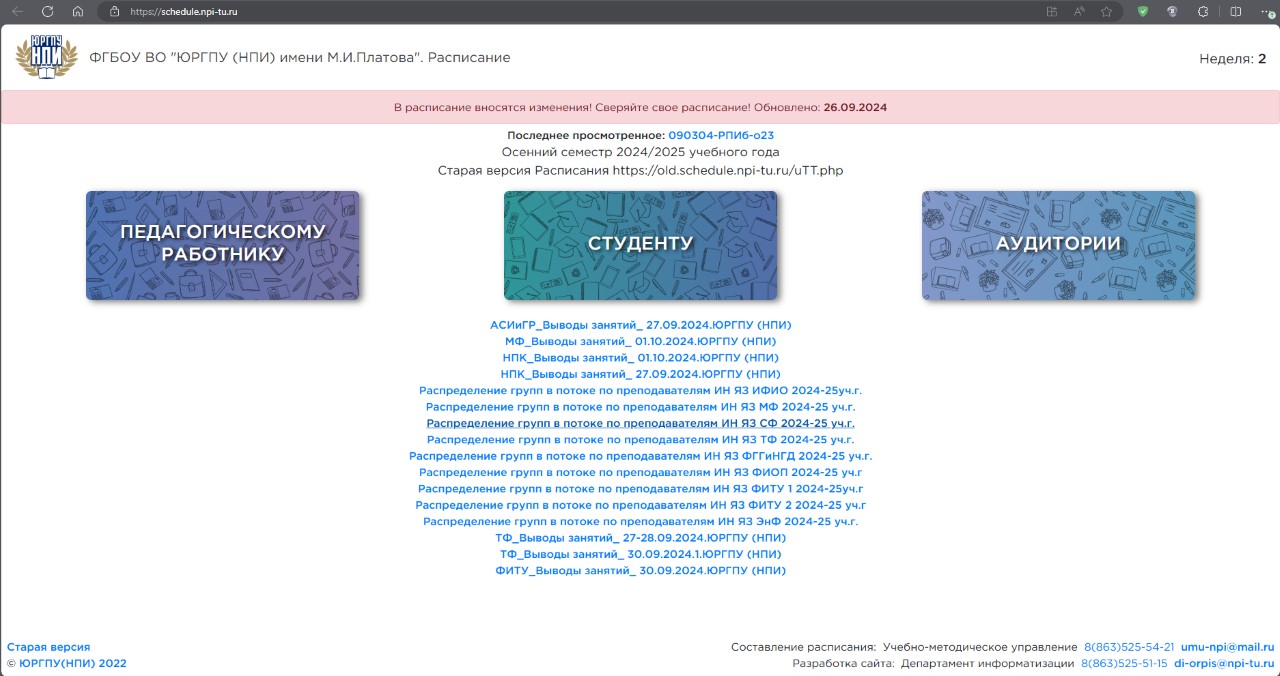 https://schedule.npi-tu.ru
ЮРГПУ
НПИ
ФГБОУ ВО "ЮРГПУ (НПИ) имени М.И.Платова". Расписание
Неделя: 2
В расписание вносятся изменения! Сверяйте свое расписание! Обновлено: 26.09.2024
Последнее просмотренное: 090304-РПИб-о23
Осенний семестр 2024/2025 учебного года
Старая версия Расписания https://old.schedule.npi-tu.ru/uTT.php
ПЕДАГОГИЧЕСКОМУ
РАБОТНИКУ
СТУДЕНТУ
АУДИТОРИИ
АСИиГР_Выводы занятий_ 27.09.2024.ЮРГПУ (НПИ)
МФ_Выводы занятий_ 01.10.2024.ЮРГПУ (НПИ)
НПК_Выводы занятий_ 01.10.2024.ЮРГПУ (НПИ)
НПК_Выводы занятий_ 27.09.2024.ЮРГПУ (НПИ)
Распределение групп в потоке по преподавателям ИН ЯЗ ИФИО 2024-25уч.г.
Распределение групп в потоке по преподавателям ИН ЯЗ МФ 2024-25 уч.г.
Распределение групп в потоке по преподавателям ИН ЯЗ СФ 2024-25 уч.г.
Распределение групп в потоке по преподавателям ИН ЯЗ ТФ 2024-25 уч.г.
Распределение групп в потоке по преподавателям ИН ЯЗ ФГГиНГД 2024-25 уч.г.
Распределение групп в потоке по преподавателям ИН ЯЗ ФИОП 2024-25 уч.г
Распределение групп в потоке по преподавателям ИН ЯЗ ФИТУ 1 2024-25уч.г
Распределение групп в потоке по преподавателям ИН ЯЗ ФИТУ 2 2024-25 уч.г
Распределение групп в потоке по преподавателям ИН ЯЗ ЭнФ 2024-25 уч.г.
ТФ_Выводы занятий_ 27-28.09.2024.ЮРГПУ (НПИ)
ТФ_Выводы занятий_ 30.09.2024.1.ЮРГПУ (НПИ)
ФИТУ_Выводы занятий_ 30.09.2024.ЮРГПУ (НПИ)
Старая версия
© ЮРГПУ(НПИ) 2022
Составление расписания: Учебно-методическое управление 8(863)525-54-21 umu-npi@mail.ru
Разработка сайта: Департамент информатизации 8(863)525-51-15 di-orpis@npi-tu.ru